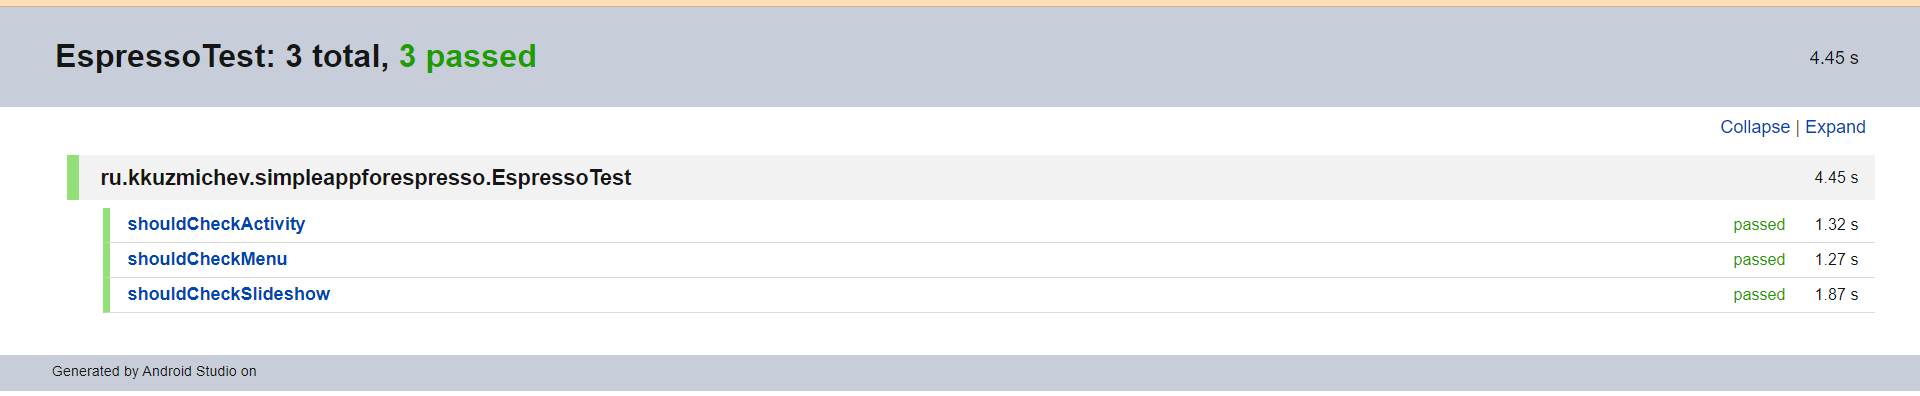 EspressoTest: 3 total, 3 passed 4.45 s
Collapse | Expand
ru.kkuzmichev.simpleappforespresso.EspressoTest 4.45 s
shouldCheckActivity passed 1.32 s
shouldCheckMenu passed 1.27 s
shouldCheckSlideshow passed 1.87 s
Generated by Android Studio on